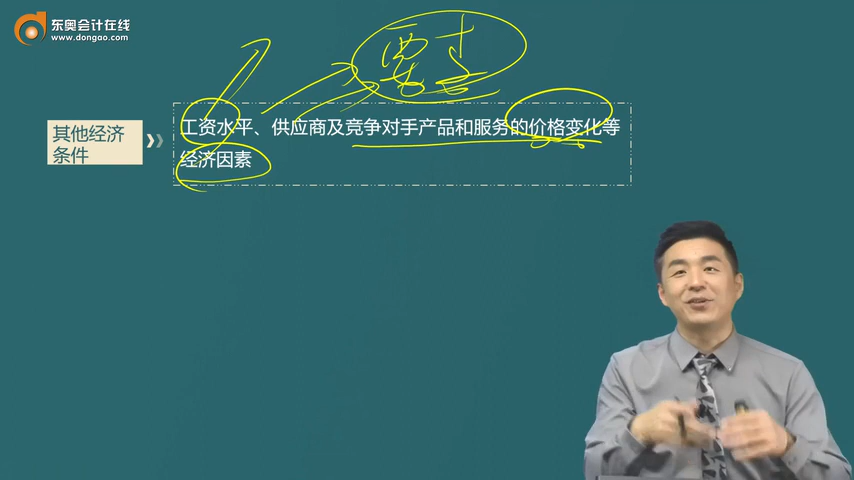 东奥会计在线
www.dongao.com
其他经济
条件
工资水平、供应商及竞争对手产品和服务的价格变化等
经济因素